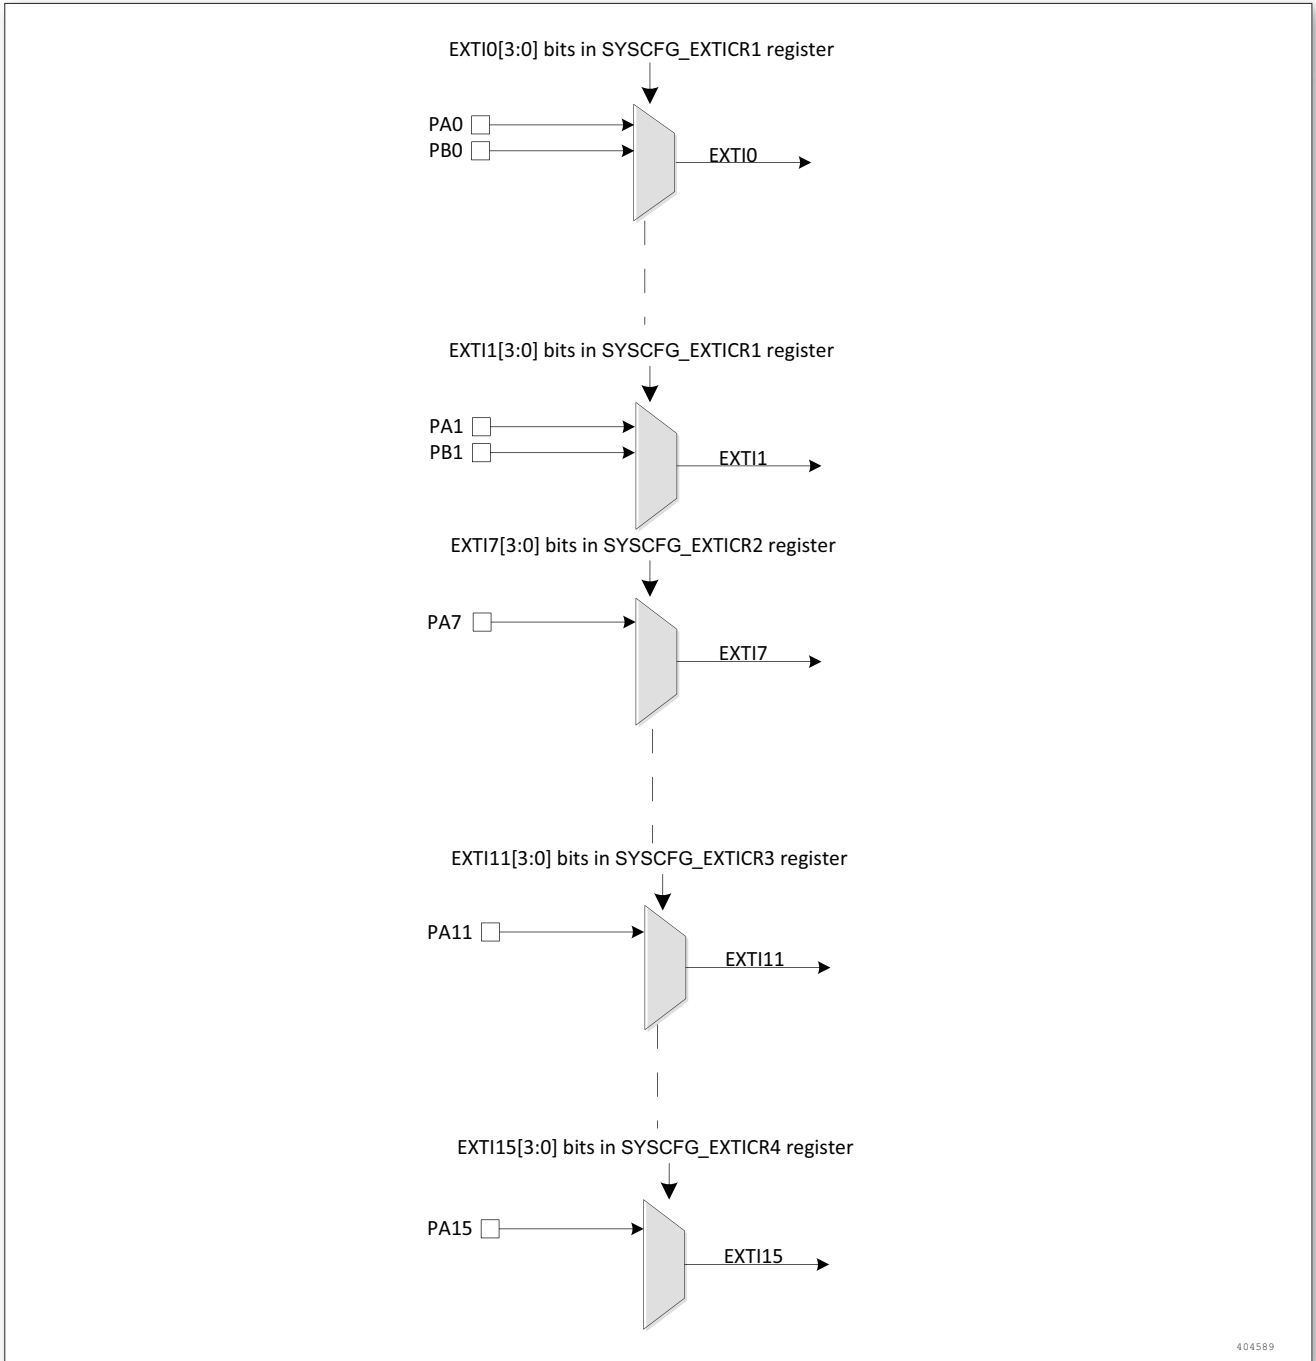 EXTI0[3:0] bits in SYSCFG_EXTICR1 register
PA0
PB0
EXTI0
EXTI1[3:0] bits in SYSCFG_EXTICR1 register
PA1
PB1
EXTI1
EXTI7[3:0] bits in SYSCFG_EXTICR2 register
PA7
EXTI7
EXTI11[3:0] bits in SYSCFG_EXTICR3 register
PA11
EXTI11
EXTI15[3:0] bits in SYSCFG_EXTICR4 register
PA15
EXTI15
404589